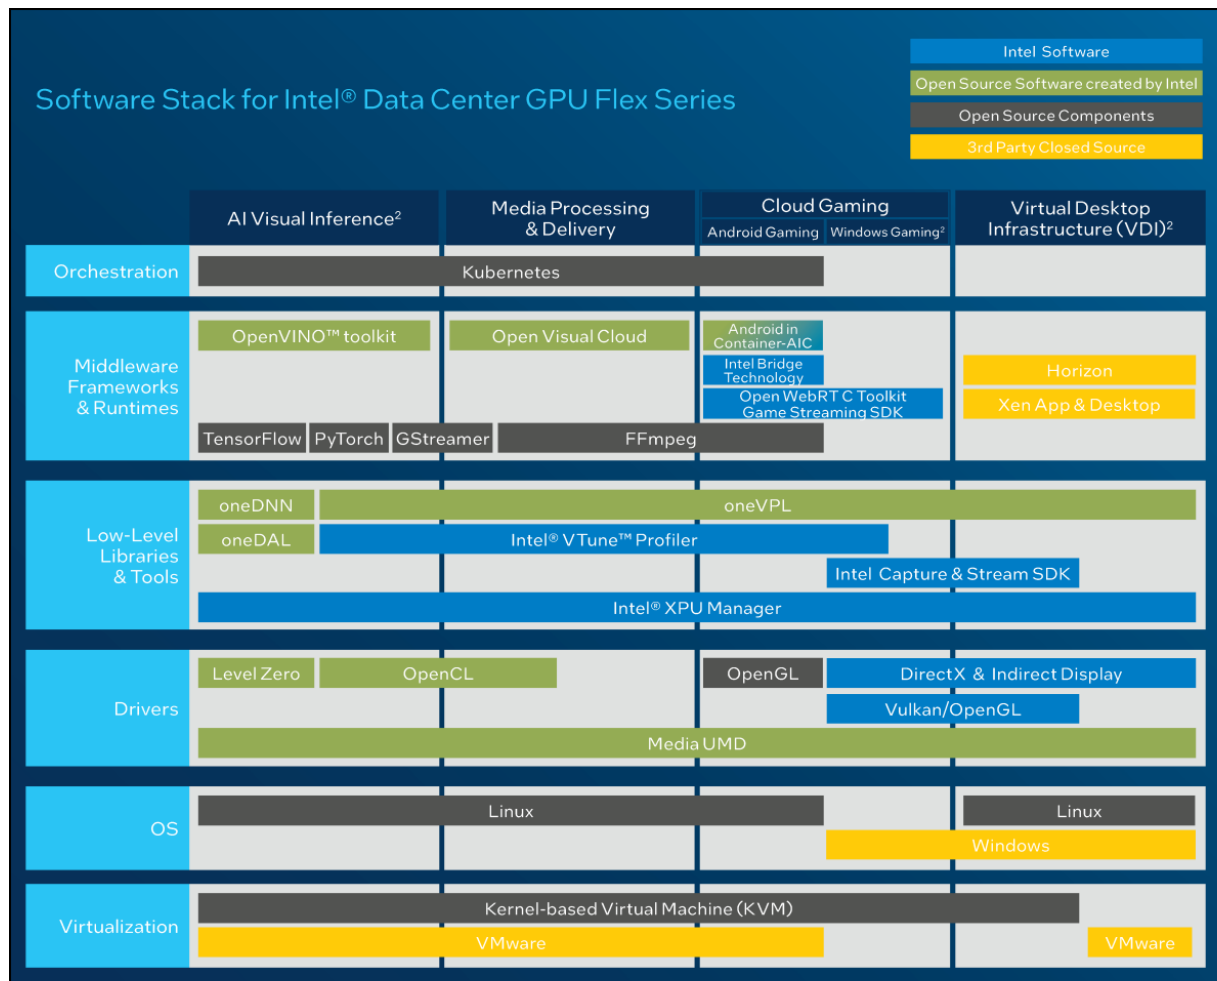 Intel Software
Open Source Software created by Intel
Open Source Components
3rd Party Closed Source
Software Stack for Intel® Data Center GPU Flex Series
AI Visual Inference²
Media Processing
& Delivery
Cloud Gaming
Android Gaming
Windows Gaming²
Virtual Desktop
Infrastructure (VDI)²
Orchestration
Kubernetes
Middleware
Frameworks
& Runtimes
OpenVINO™ toolkit
Open Visual Cloud
Android in
Container-AIC
Intel Bridge
Technology
Open WebRT C Toolkit
Game Streaming SDK
Horizon
Xen App & Desktop
TensorFlow
PyTorch
GStreamer
FFmpeg
Low-Level
Libraries
& Tools
oneDNN
oneVPL
oneDAL
Intel® VTune™ Profiler
Intel Capture & Stream SDK
Intel® XPU Manager
Drivers
Level Zero
OpenCL
OpenGL
DirectX & Indirect Display
Vulkan/OpenGL
Media UMD
OS
Linux
Linux
Windows
Virtualization
Kernel-based Virtual Machine (KVM)
VMware
VMware